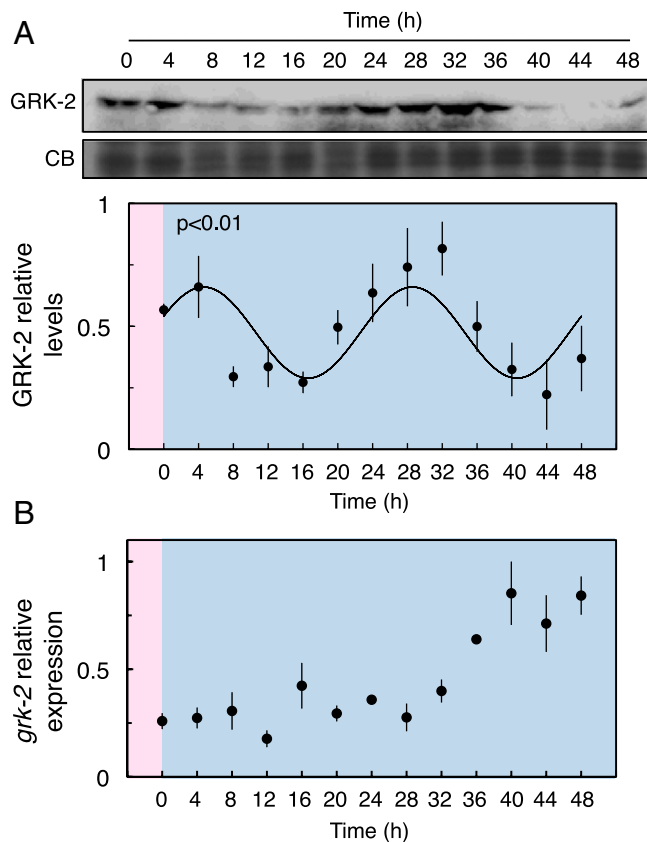 A
Time (h)
0 4 8 12 16 20 24 28 32 36 40 44 48
GRK-2
CB
1
p<0.01
GRK-2 relative
levels
0.5
0
0 4 8 12 16 20 24 28 32 36 40 44 48
Time (h)
B
1
grk-2 relative
expression
0.5
0
0 4 8 12 16 20 24 28 32 36 40 44 48
Time (h)